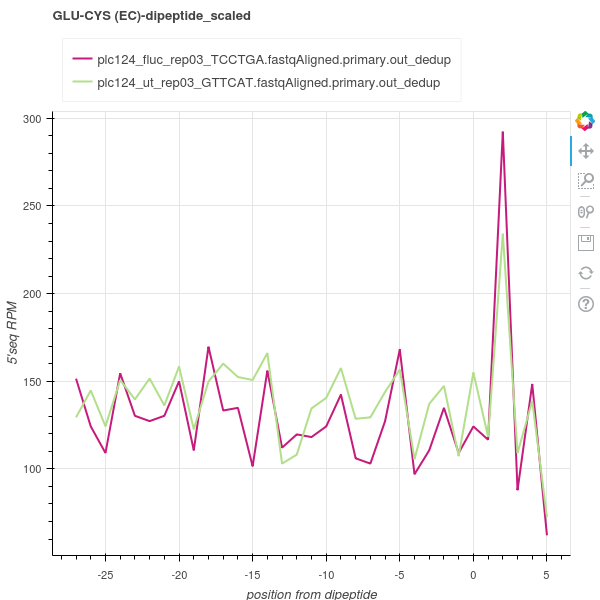 GLU-CYS (EC)-dipeptide_scaled
plc124_fluc_rep03_TCCTGA.fastqAligned.primary.out_dedup
plc124_ut_rep03_GTTCAT.fastqAligned.primary.out_dedup
300
250
200
150
100
5'seq RPM
-25 -20 -15 -10 -5 0 5
position from dipeptide